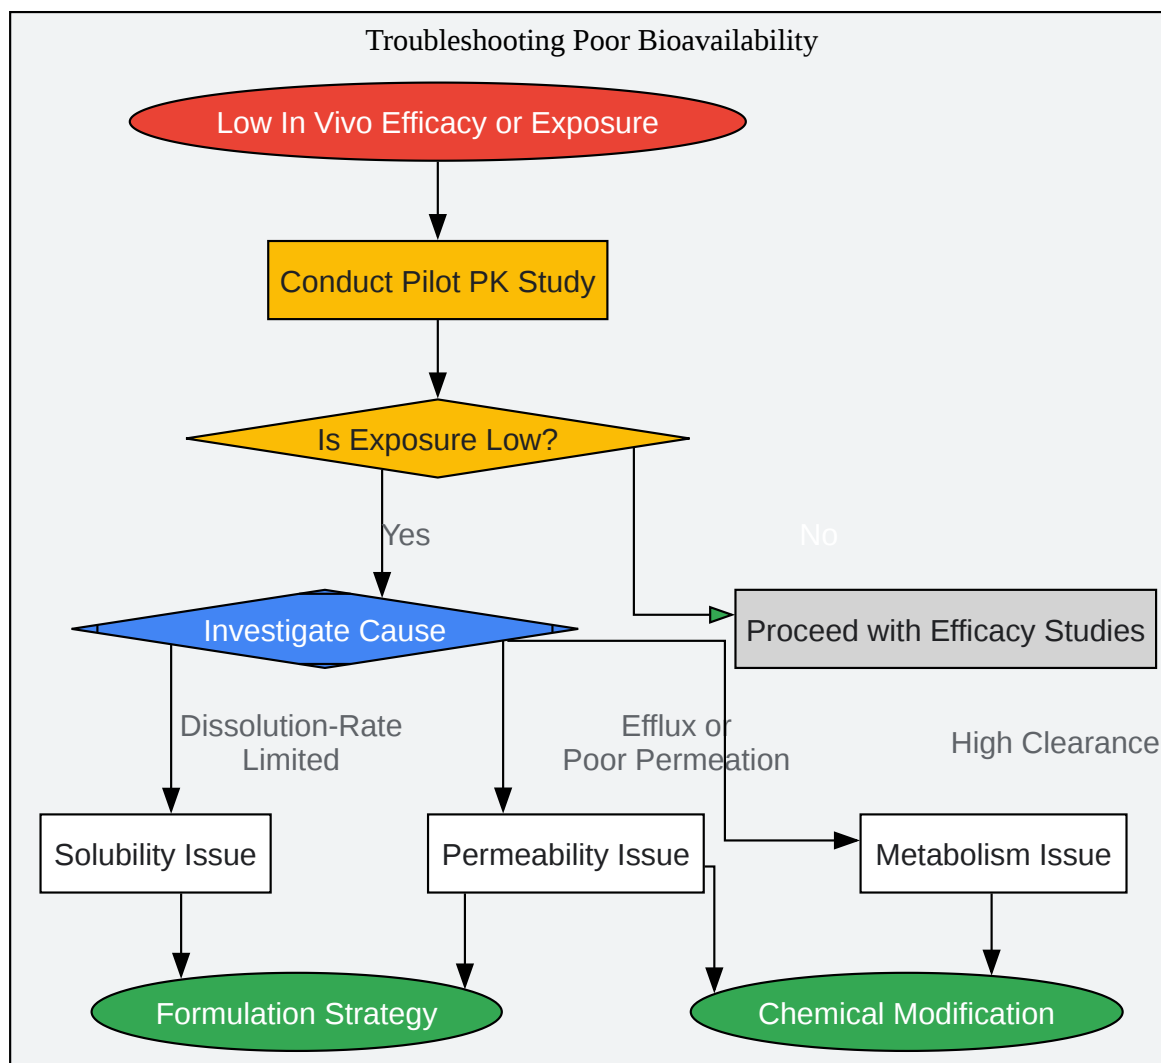 Troubleshooting Poor Bioavailability
Low In Vivo Efficacy or Exposure
Conduct Pilot PK Study
Is Exposure Low?
Yes
No
Investigate Cause
Proceed with Efficacy Studies
Dissolution-Rate
Limited
Efflux or
Poor Permeation
High Clearance
Solubility Issue
Permeability Issue
Metabolism Issue
Formulation Strategy
Chemical Modification